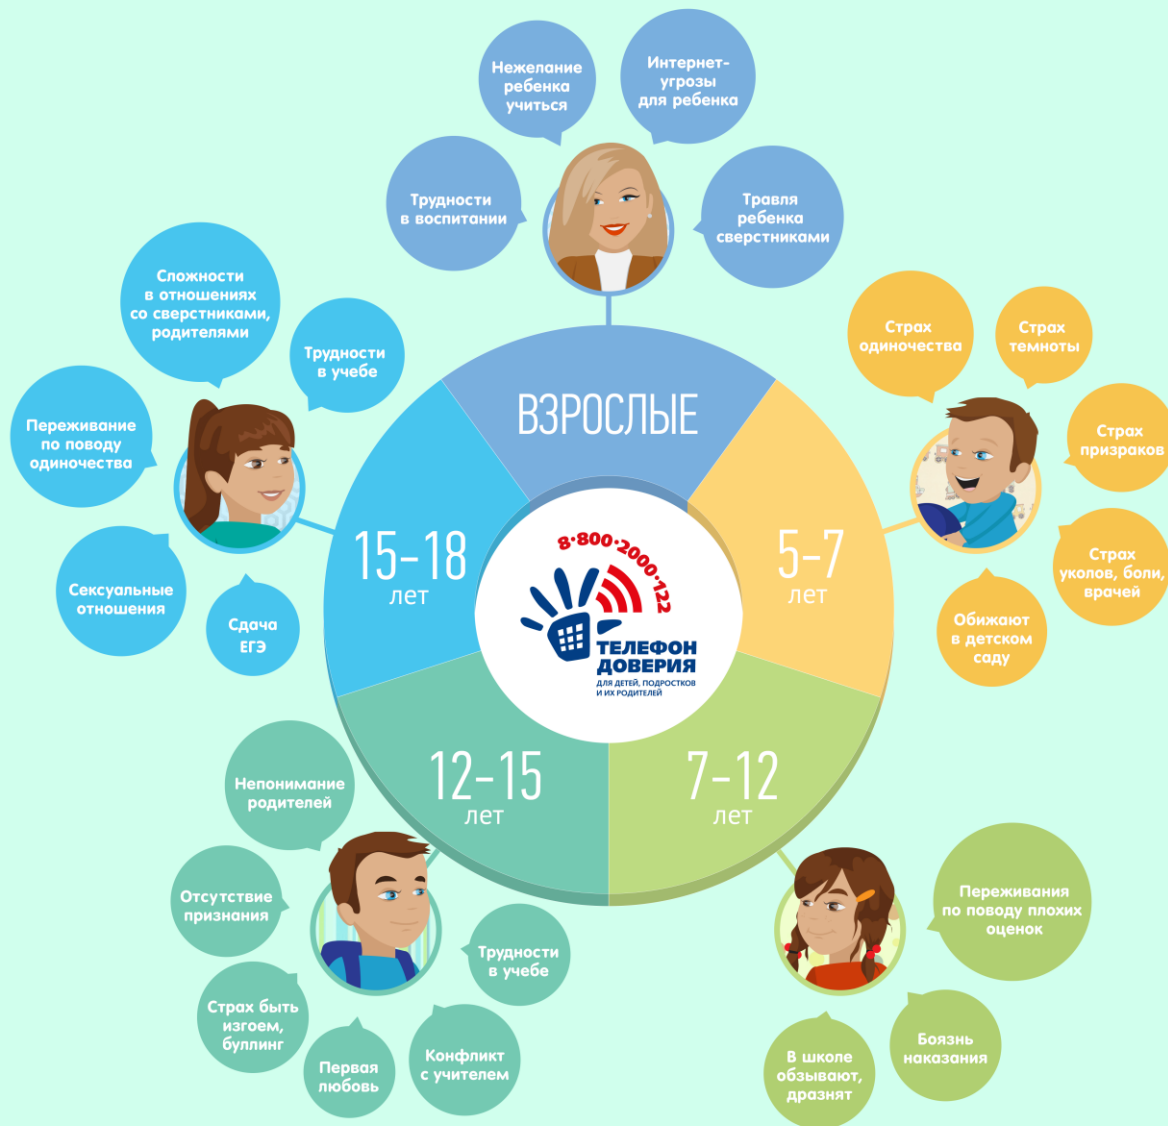 Нежелание
ребенка
учиться
Интернет-
угрозы
для ребенка
Трудности
в воспитании
Травля
ребенка
сверстниками
ВЗРОСЛЫЕ
Страх
одиночества
Страх
темноты
Страх
призраков
Страх
уколов, боли,
врачей
Обижают
в детском
саду
5–7
лет
Переживания
по поводу плохих
оценок
Боязнь
наказания
В школе
обзывают,
дразнят
7–12
лет
Непонимание
родителей
Отсутствие
признания
Страх быть
изгоем,
буллинг
Первая
любовь
Конфликт
с учителем
Трудности
в учебе
12–15
лет
Сложности
в отношениях
со сверстниками,
родителями
Трудности
в учебе
Переживание
по поводу
одиночества
Сексуальные
отношения
Сдача
ЕГЭ
15–18
лет
8·800·2000·122
ТЕЛЕФОН
ДОВЕРИЯ
ДЛЯ ДЕТЕЙ, ПОДРОСТКОВ
И ИХ РОДИТЕЛЕЙ